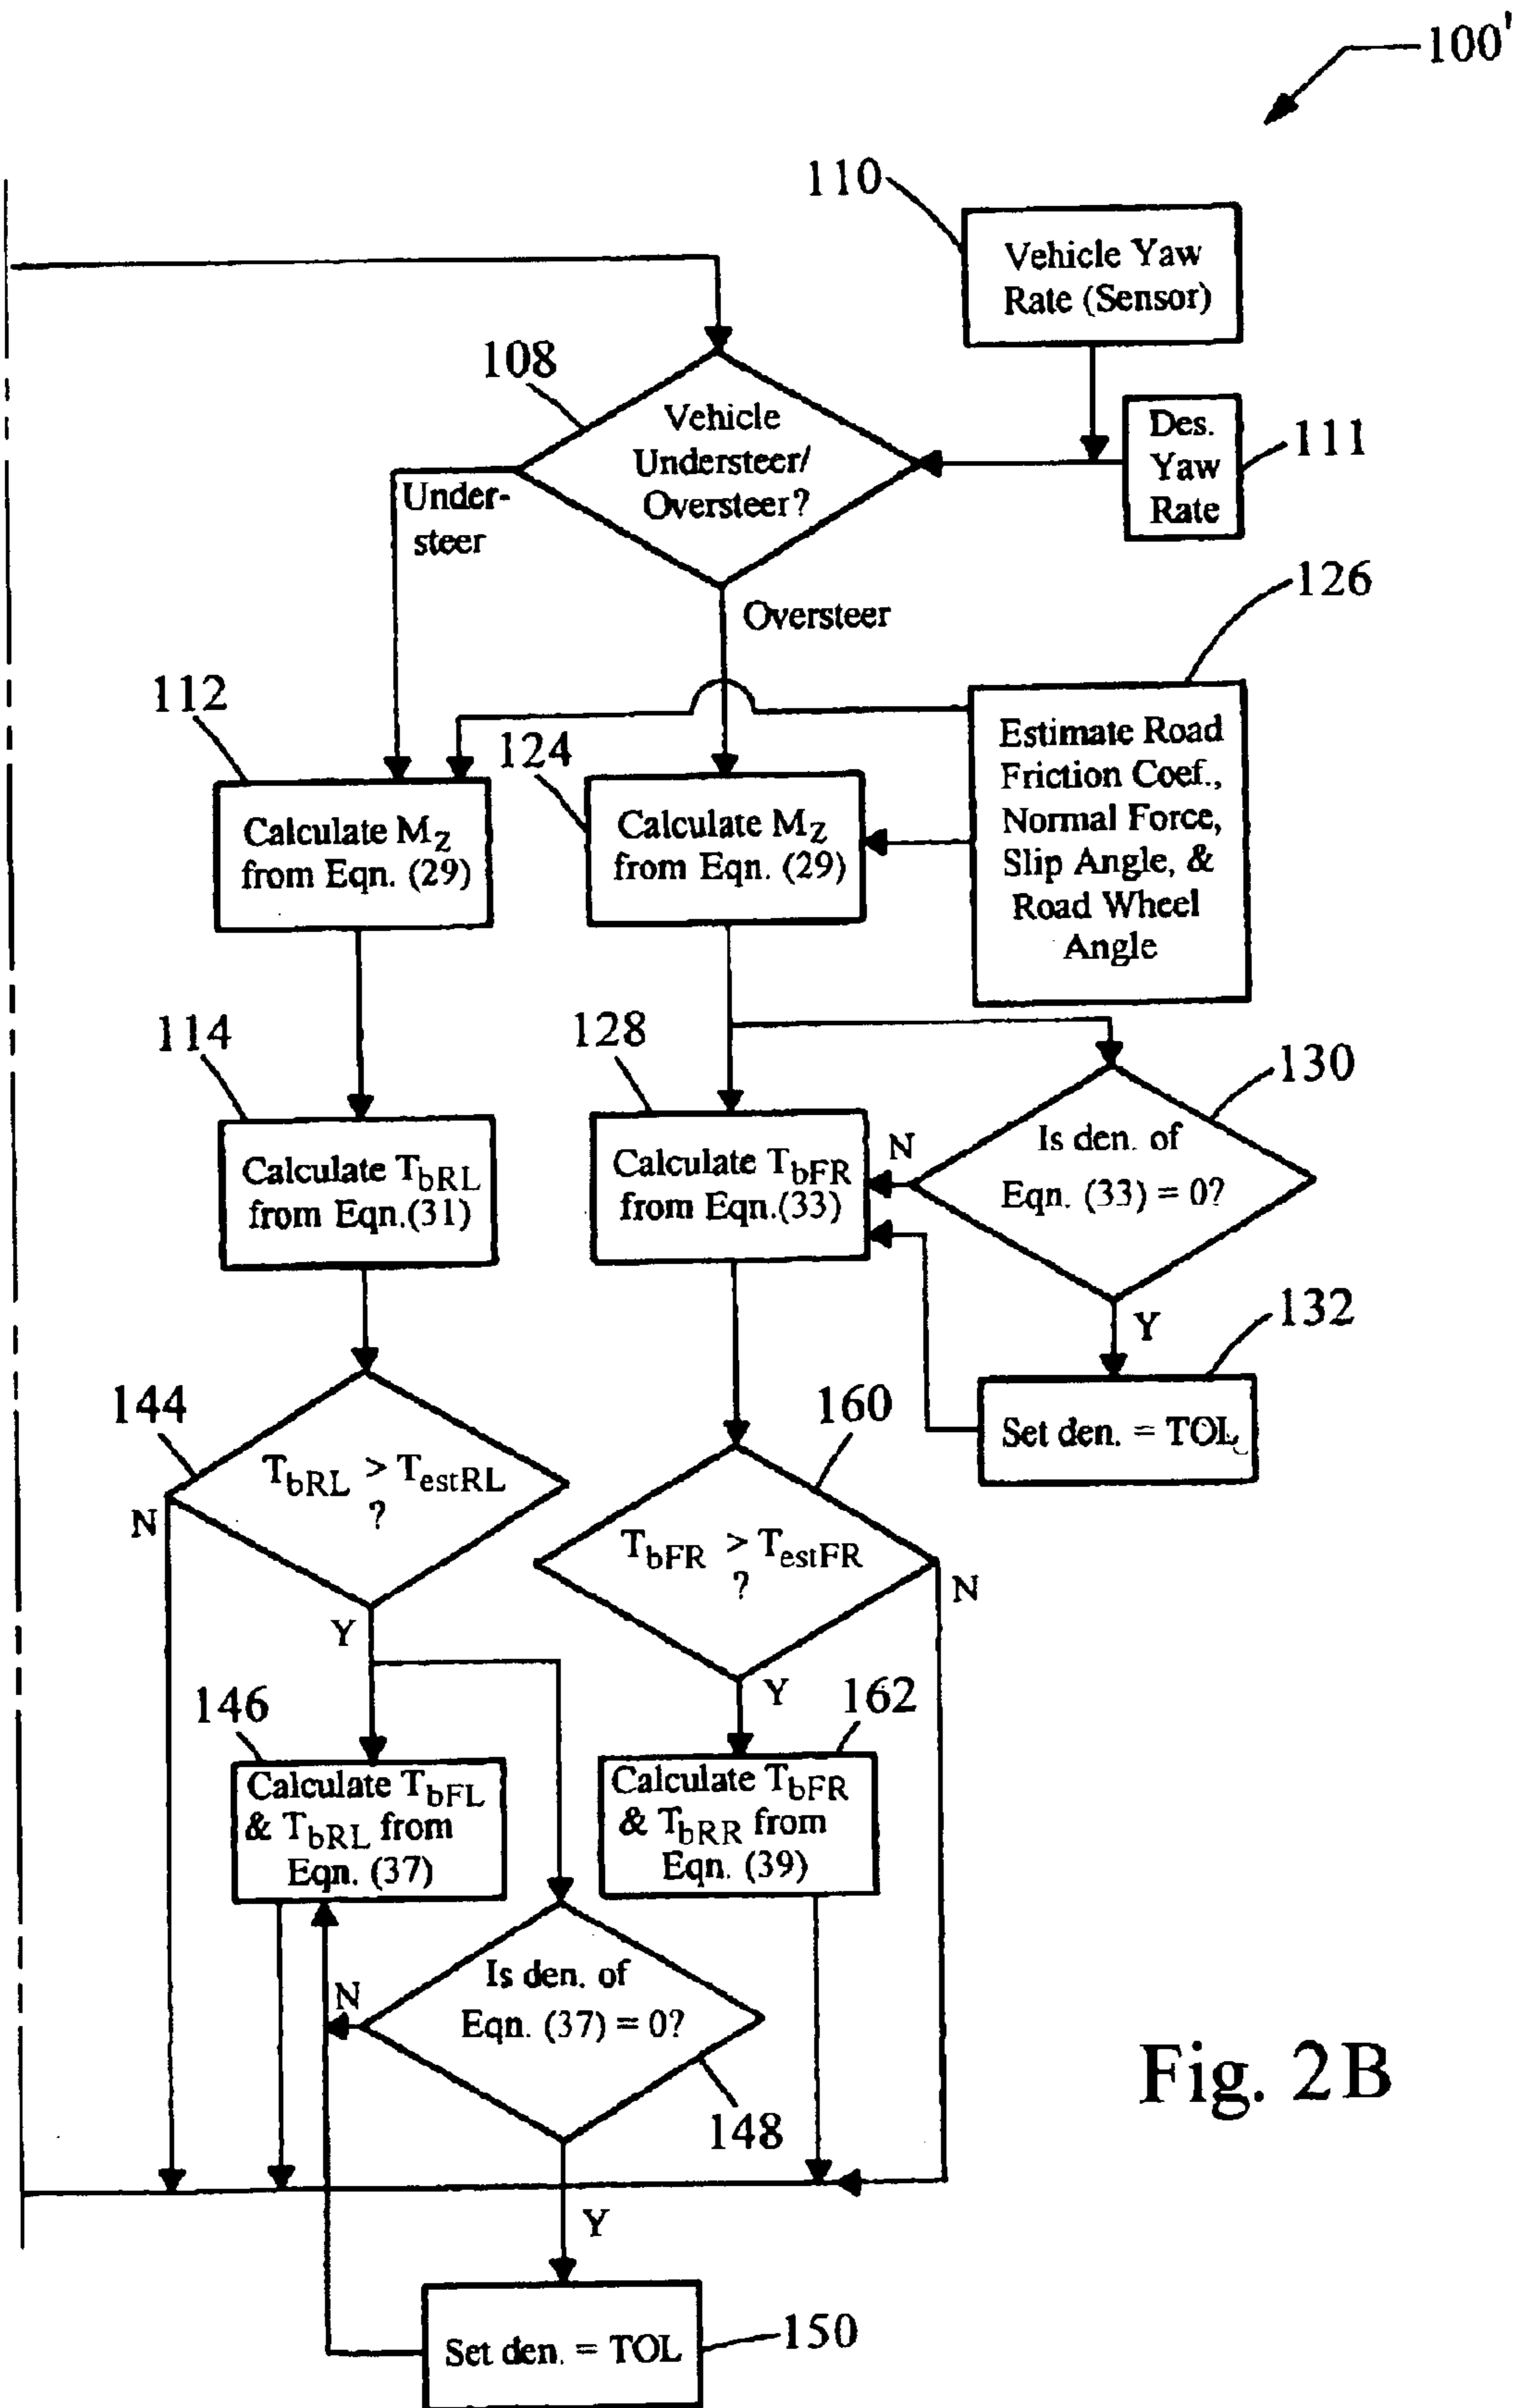 100'
110
Vehicle Yaw
Rate (Sensor)
108
Vehicle
Understeer/
Oversteer?
Des.
Yaw
Rate
111
Under-
steer
Oversteer
126
112
124
Estimate Road
Friction Coef.,
Normal Force,
Slip Angle, &
Road Wheel
Angle
Calculate MZ
from Eqn. (29)
Calculate MZ
from Eqn. (29)
114
128
130
Calculate TbRL
from Eqn.(31)
Calculate TbFR
from Eqn.(33)
N
Is den. of
Eqn. (33) = 0?
Y
132
Set den. = TOL
144
TbRL > TestRL
?
N
Y
160
TbFR > TestFR
?
N
Y
146
162
Calculate TbFL
& TbRL from
Eqn. (37)
Calculate TbFR
& TbRR from
Eqn. (39)
N
Is den. of
Eqn. (37) = 0?
148
Y
Set den. = TOL
150
Fig. 2B